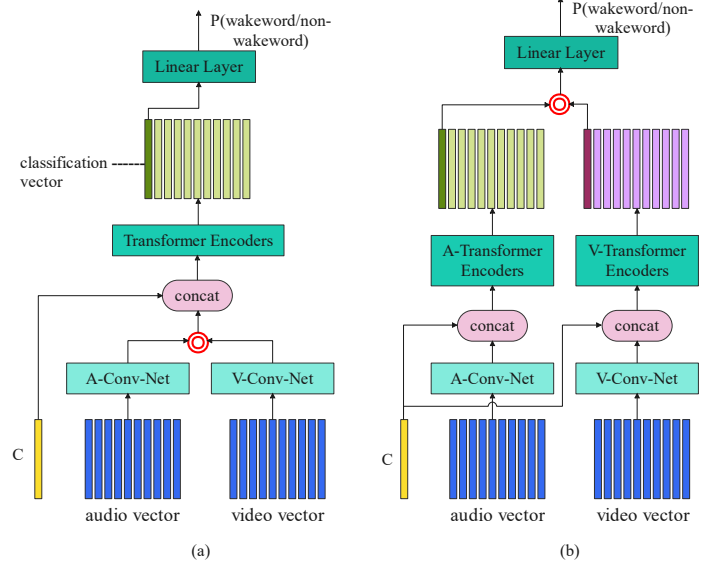 P(wakeword/non-
wakeword)
Linear Layer
classification
vector
Transformer Encoders
concat
A-Conv-Net
V-Conv-Net
C
audio vector
video vector
(a)
P(wakeword/non-
wakeword)
Linear Layer
A-Transformer
Encoders
V-Transformer
Encoders
concat
concat
A-Conv-Net
V-Conv-Net
C
audio vector
video vector
(b)